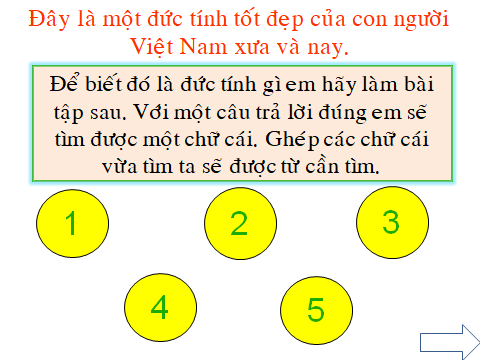 Đây là một đức tính tốt đẹp của con người
Việt Nam xưa và nay.
Để biết đó là đức tính gì em hãy làm bài
tập sau. Với một câu trả lời đúng em sẽ
tìm được một chữ cái. Ghép các chữ cái
vừa tìm ta sẽ được từ cần tìm.
1 2 3
4 5